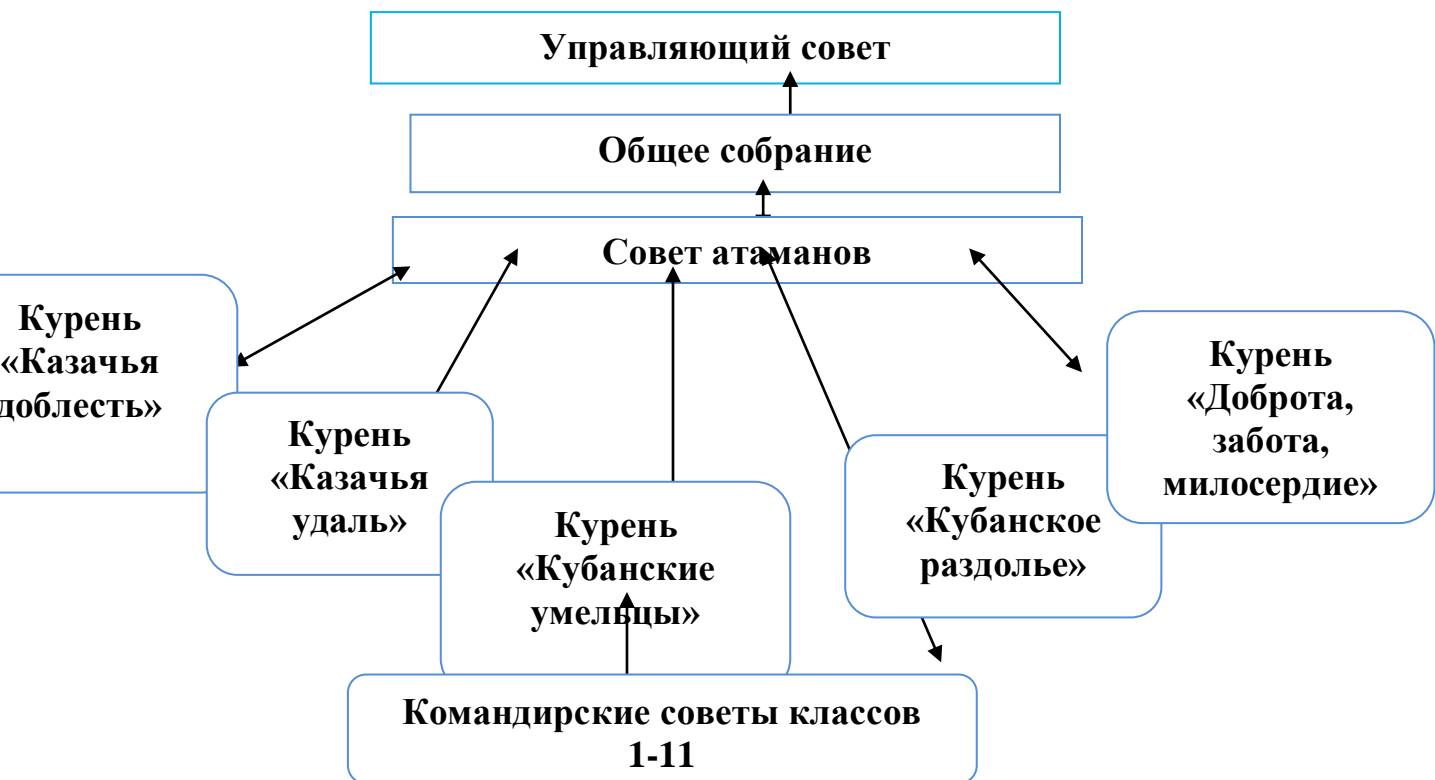 Управляющий совет
Общее собрание
Совет атаманов
Курень
«Казачья
доблесть»
Курень
«Казачья
удаль»
Курень
«Кубанские
умельцы»
Курень
«Кубанское
раздолье»
Курень
«Доброта,
забота,
милосердие»
Командирские советы классов
1-11